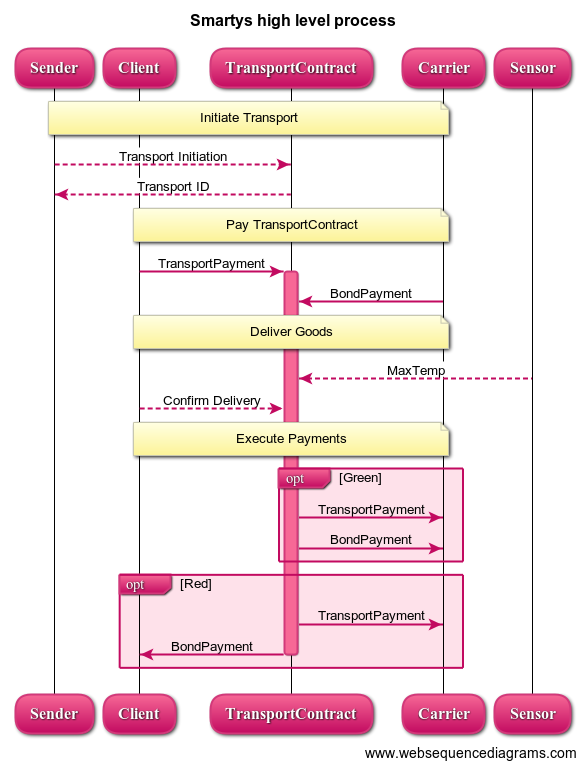 Smartys high level process
Sender Client TransportContract Carrier Sensor
Initiate Transport
Transport Initiation
Transport ID
Pay TransportContract
TransportPayment
BondPayment
Deliver Goods
MaxTemp
Confirm Delivery
Execute Payments
opt [Green]
TransportPayment
BondPayment
opt [Red]
TransportPayment
BondPayment
Sender Client TransportContract Carrier Sensor
www.websequencediagrams.com